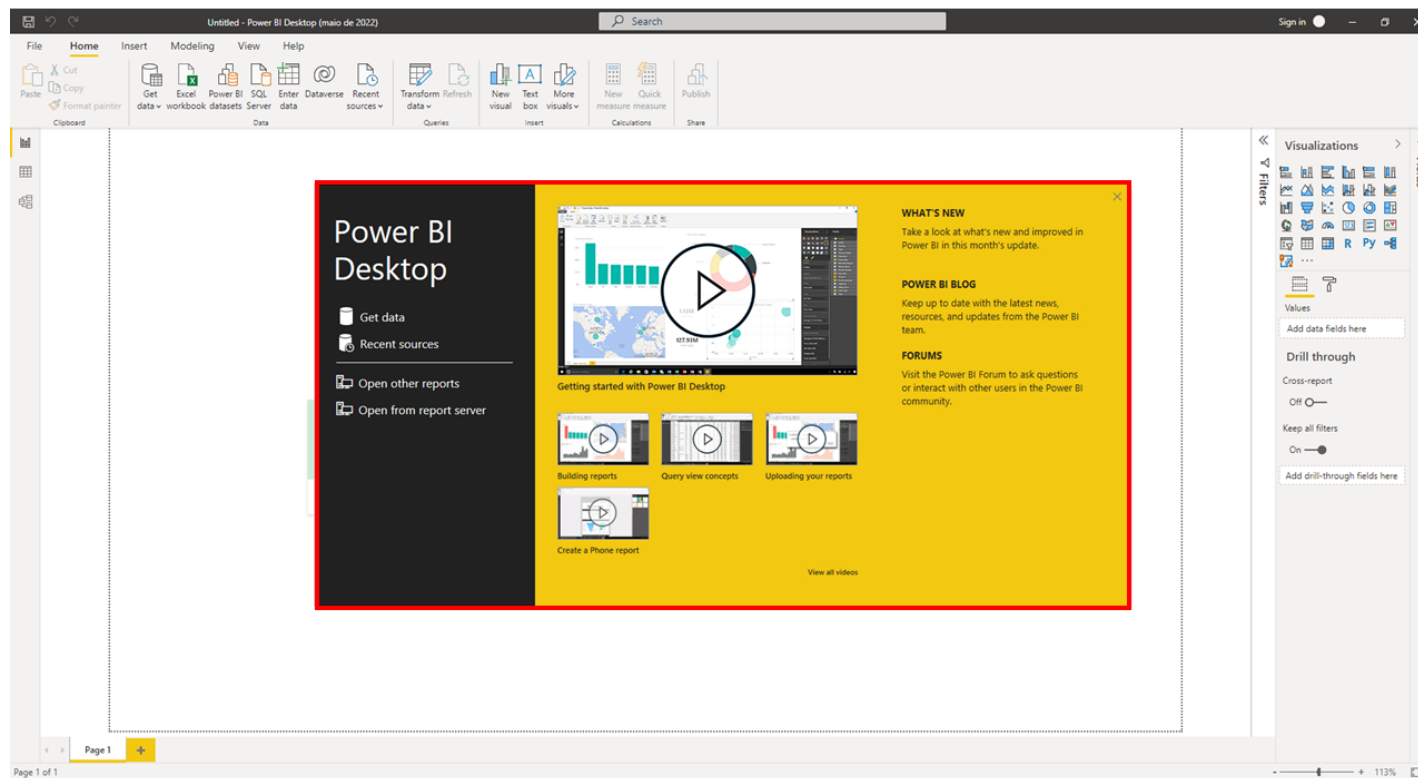 Untitled - Power BI Desktop (maio de 2022)
Search
Sign in
File Home Insert Modeling View Help
Paste
Cut
Copy
Format painter
Clipboard
Get data
Excel workbook
Power BI datasets
SQL Server
Enter data
Dataverse
Recent sources
Data
Transform data
Refresh
Queries
New visual
Text box
More visuals
Insert
New measure
Quick measure
Calculations
Publish
Share
Power BI
Desktop
Get data
Recent sources
Open other reports
Open from report server
Getting started with Power BI Desktop
Building reports
Query view concepts
Uploading your reports
Create a Phone report
View all videos
WHAT'S NEW
Take a look at what's new and improved in
Power BI in this month's update.
POWER BI BLOG
Keep up to date with the latest news,
resources, and updates from the Power BI
team.
FORUMS
Visit the Power BI Forum to ask questions
or interact with other users in the Power BI
community.
Filters
Visualizations
R Py
Values
Add data fields here
Drill through
Cross-report
Off
Keep all filters
On
Add drill-through fields here
Page 1
Page 1 of 1
113%